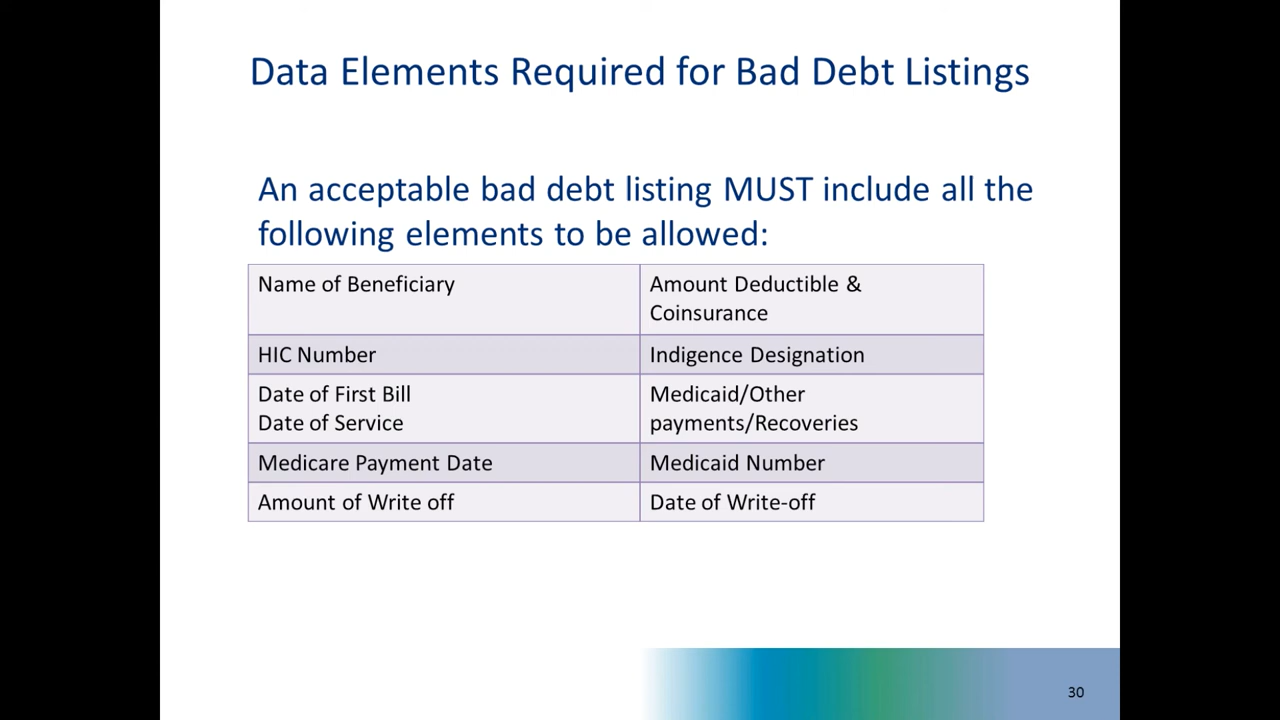 Data Elements Required for Bad Debt Listings
An acceptable bad debt listing MUST include all the
following elements to be allowed:
Name of Beneficiary
Amount Deductible &
Coinsurance
HIC Number
Indigence Designation
Date of First Bill
Date of Service
Medicaid/Other
payments/Recoveries
Medicare Payment Date
Medicaid Number
Amount of Write off
Date of Write-off
30